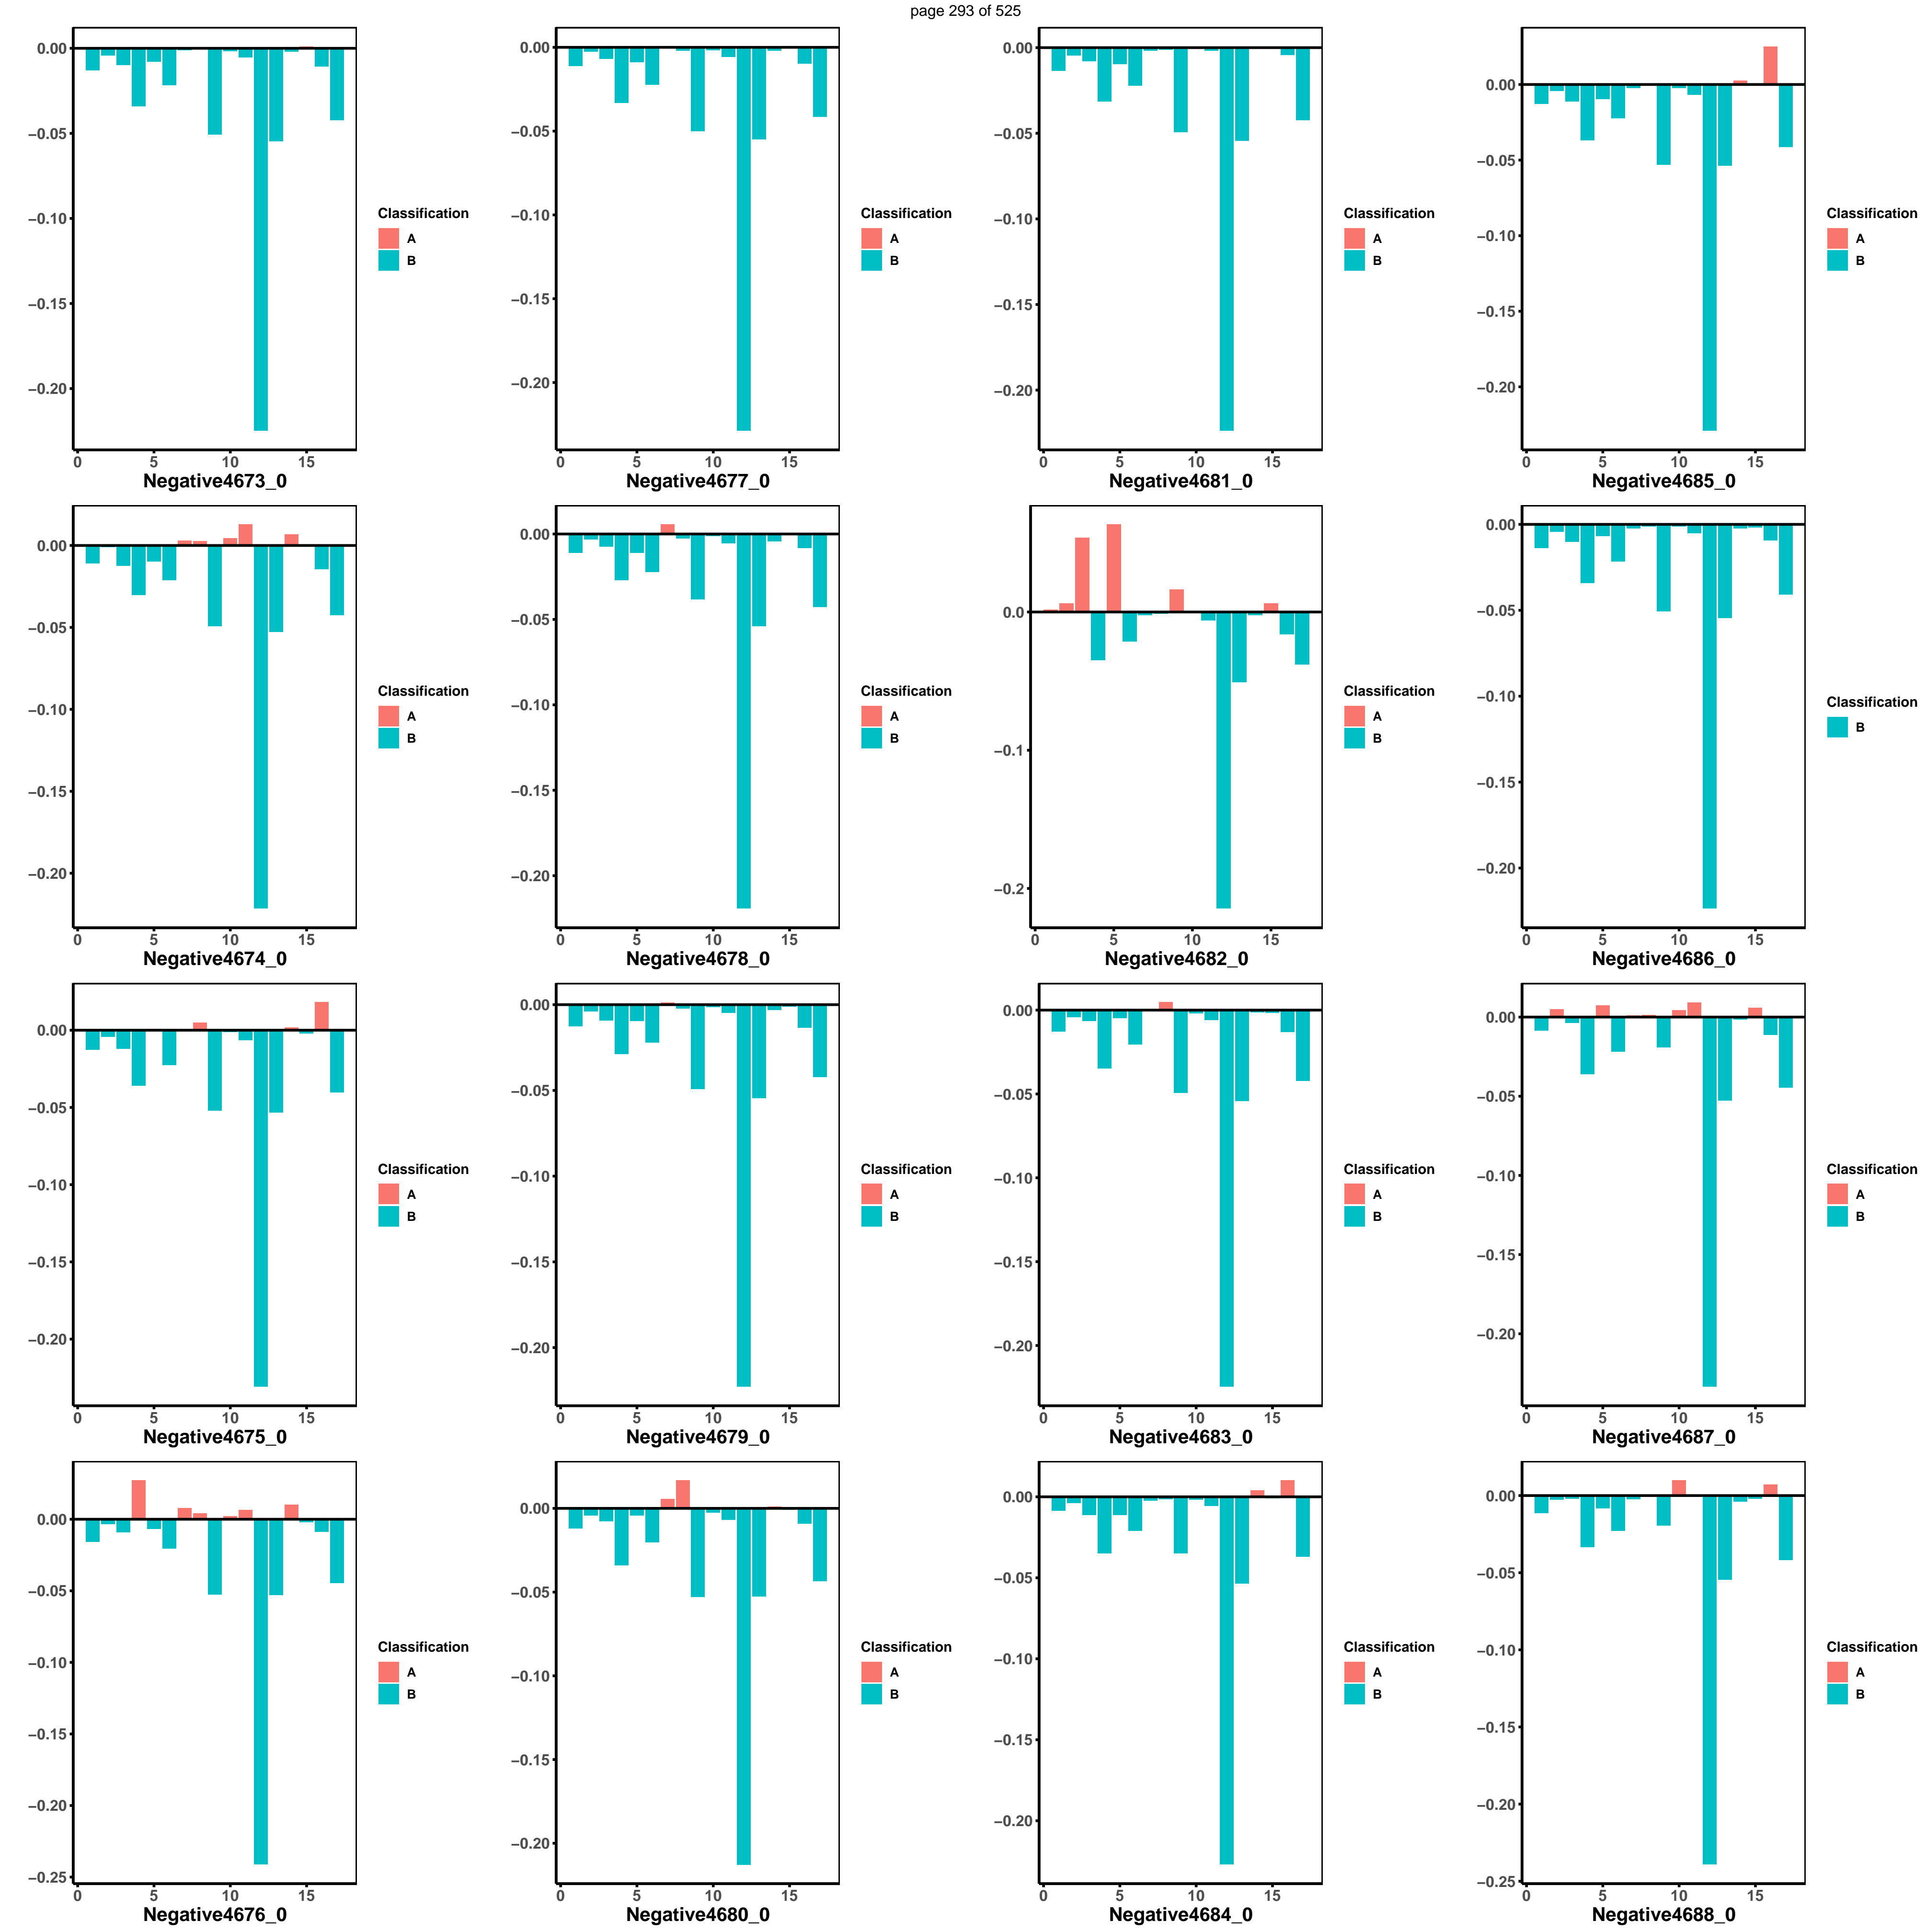 page 293 of 525
0.00
−0.05
−0.10
−0.15
−0.20
0 5 10 15
Negative4673_0
Classification
A
B
0.00
−0.05
−0.10
−0.15
−0.20
0 5 10 15
Negative4677_0
Classification
A
B
0.00
−0.05
−0.10
−0.15
−0.20
0 5 10 15
Negative4681_0
Classification
A
B
0.00
−0.05
−0.10
−0.15
−0.20
0 5 10 15
Negative4685_0
Classification
A
B
0.00
−0.05
−0.10
−0.15
−0.20
0 5 10 15
Negative4674_0
Classification
A
B
0.00
−0.05
−0.10
−0.15
−0.20
0 5 10 15
Negative4678_0
Classification
A
B
0.0
−0.1
−0.2
0 5 10 15
Negative4682_0
Classification
A
B
0.00
−0.05
−0.10
−0.15
−0.20
0 5 10 15
Negative4686_0
Classification
B
0.00
−0.05
−0.10
−0.15
−0.20
0 5 10 15
Negative4675_0
Classification
A
B
0.00
−0.05
−0.10
−0.15
−0.20
0 5 10 15
Negative4679_0
Classification
A
B
0.00
−0.05
−0.10
−0.15
−0.20
0 5 10 15
Negative4683_0
Classification
A
B
0.00
−0.05
−0.10
−0.15
−0.20
0 5 10 15
Negative4687_0
Classification
A
B
0.00
−0.05
−0.10
−0.15
−0.20
−0.25
0 5 10 15
Negative4676_0
Classification
A
B
0.00
−0.05
−0.10
−0.15
−0.20
0 5 10 15
Negative4680_0
Classification
A
B
0.00
−0.05
−0.10
−0.15
−0.20
0 5 10 15
Negative4684_0
Classification
A
B
0.00
−0.05
−0.10
−0.15
−0.20
−0.25
0 5 10 15
Negative4688_0
Classification
A
B